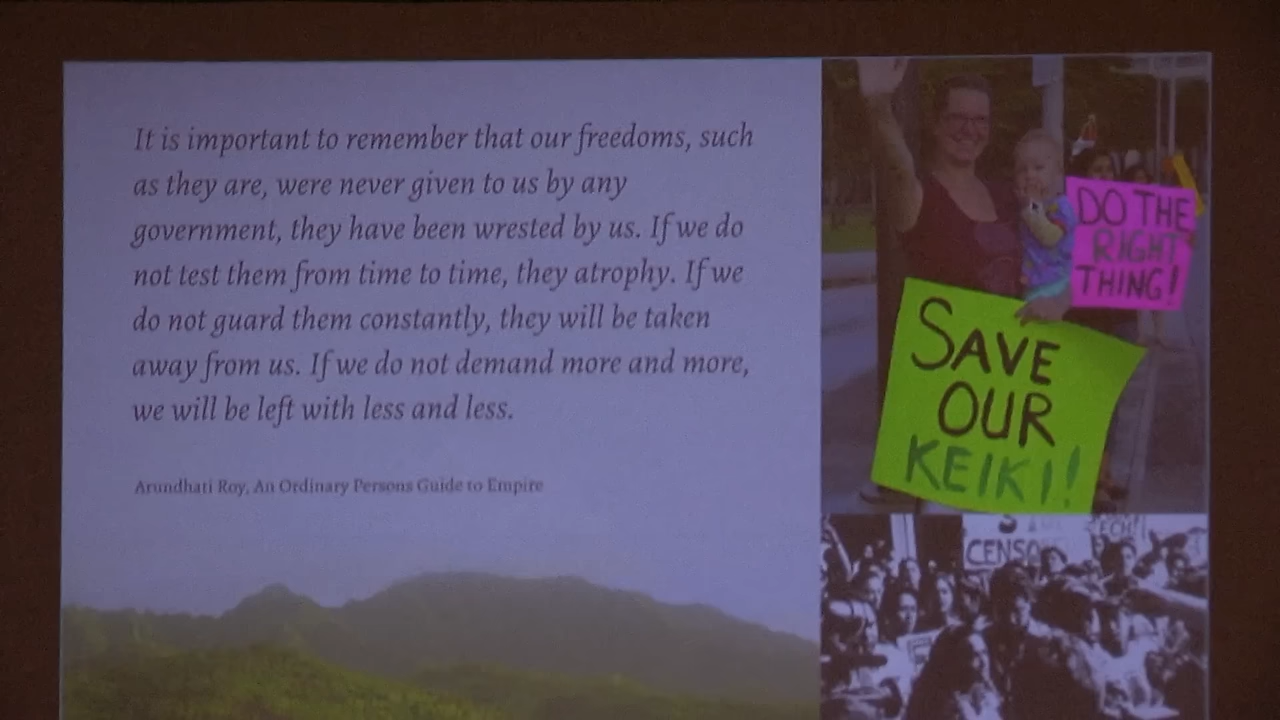 It is important to remember that our freedoms, such
as they are, were never given to us by any
government, they have been wrested by us. If we do
not test them from time to time, they atrophy. If we
do not guard them constantly, they will be taken
away from us. If we do not demand more and more,
we will be left with less and less.
Arundhati Roy, An Ordinary Persons Guide to Empire
DO THE
RIGHT
THING!
SAVE
OUR
KEIKI!